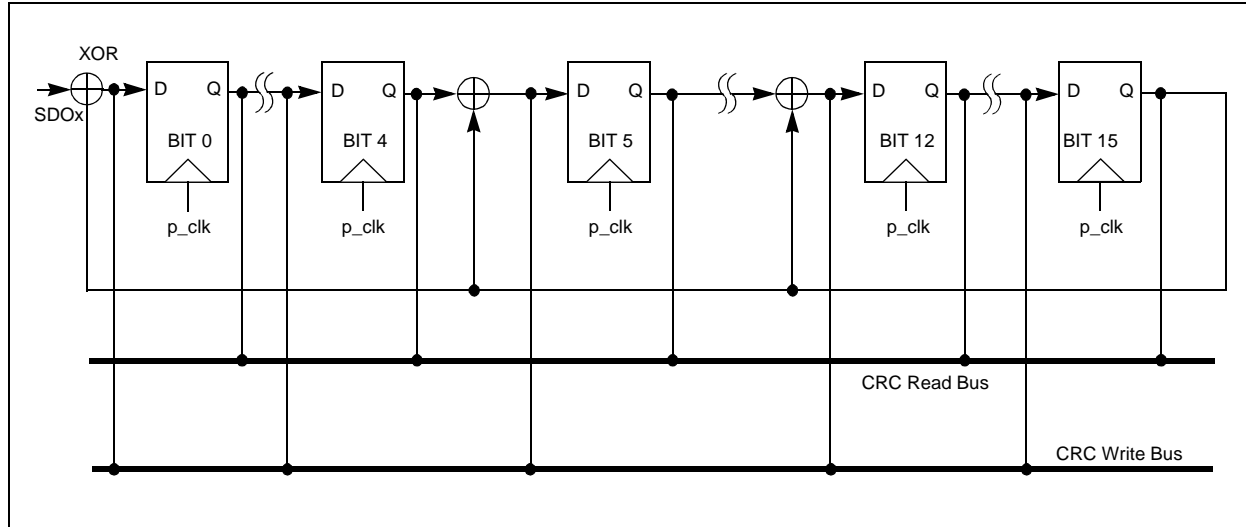 XOR
D Q D Q D Q D Q D Q
SDOx
BIT 0 BIT 4 BIT 5 BIT 12 BIT 15
p_clk p_clk p_clk p_clk p_clk
CRC Read Bus
CRC Write Bus